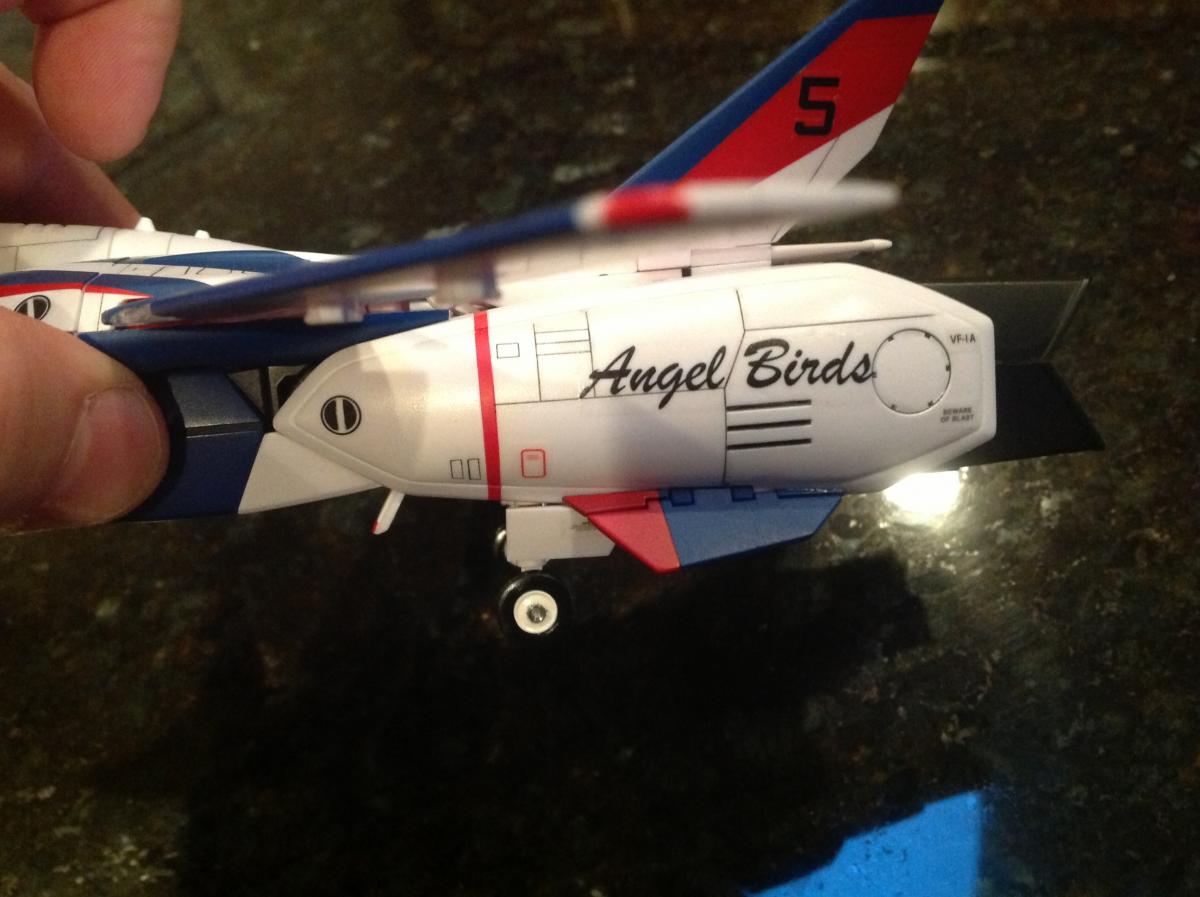 5
Angel Birds
VF-1A
BEWARE
OF BLAST